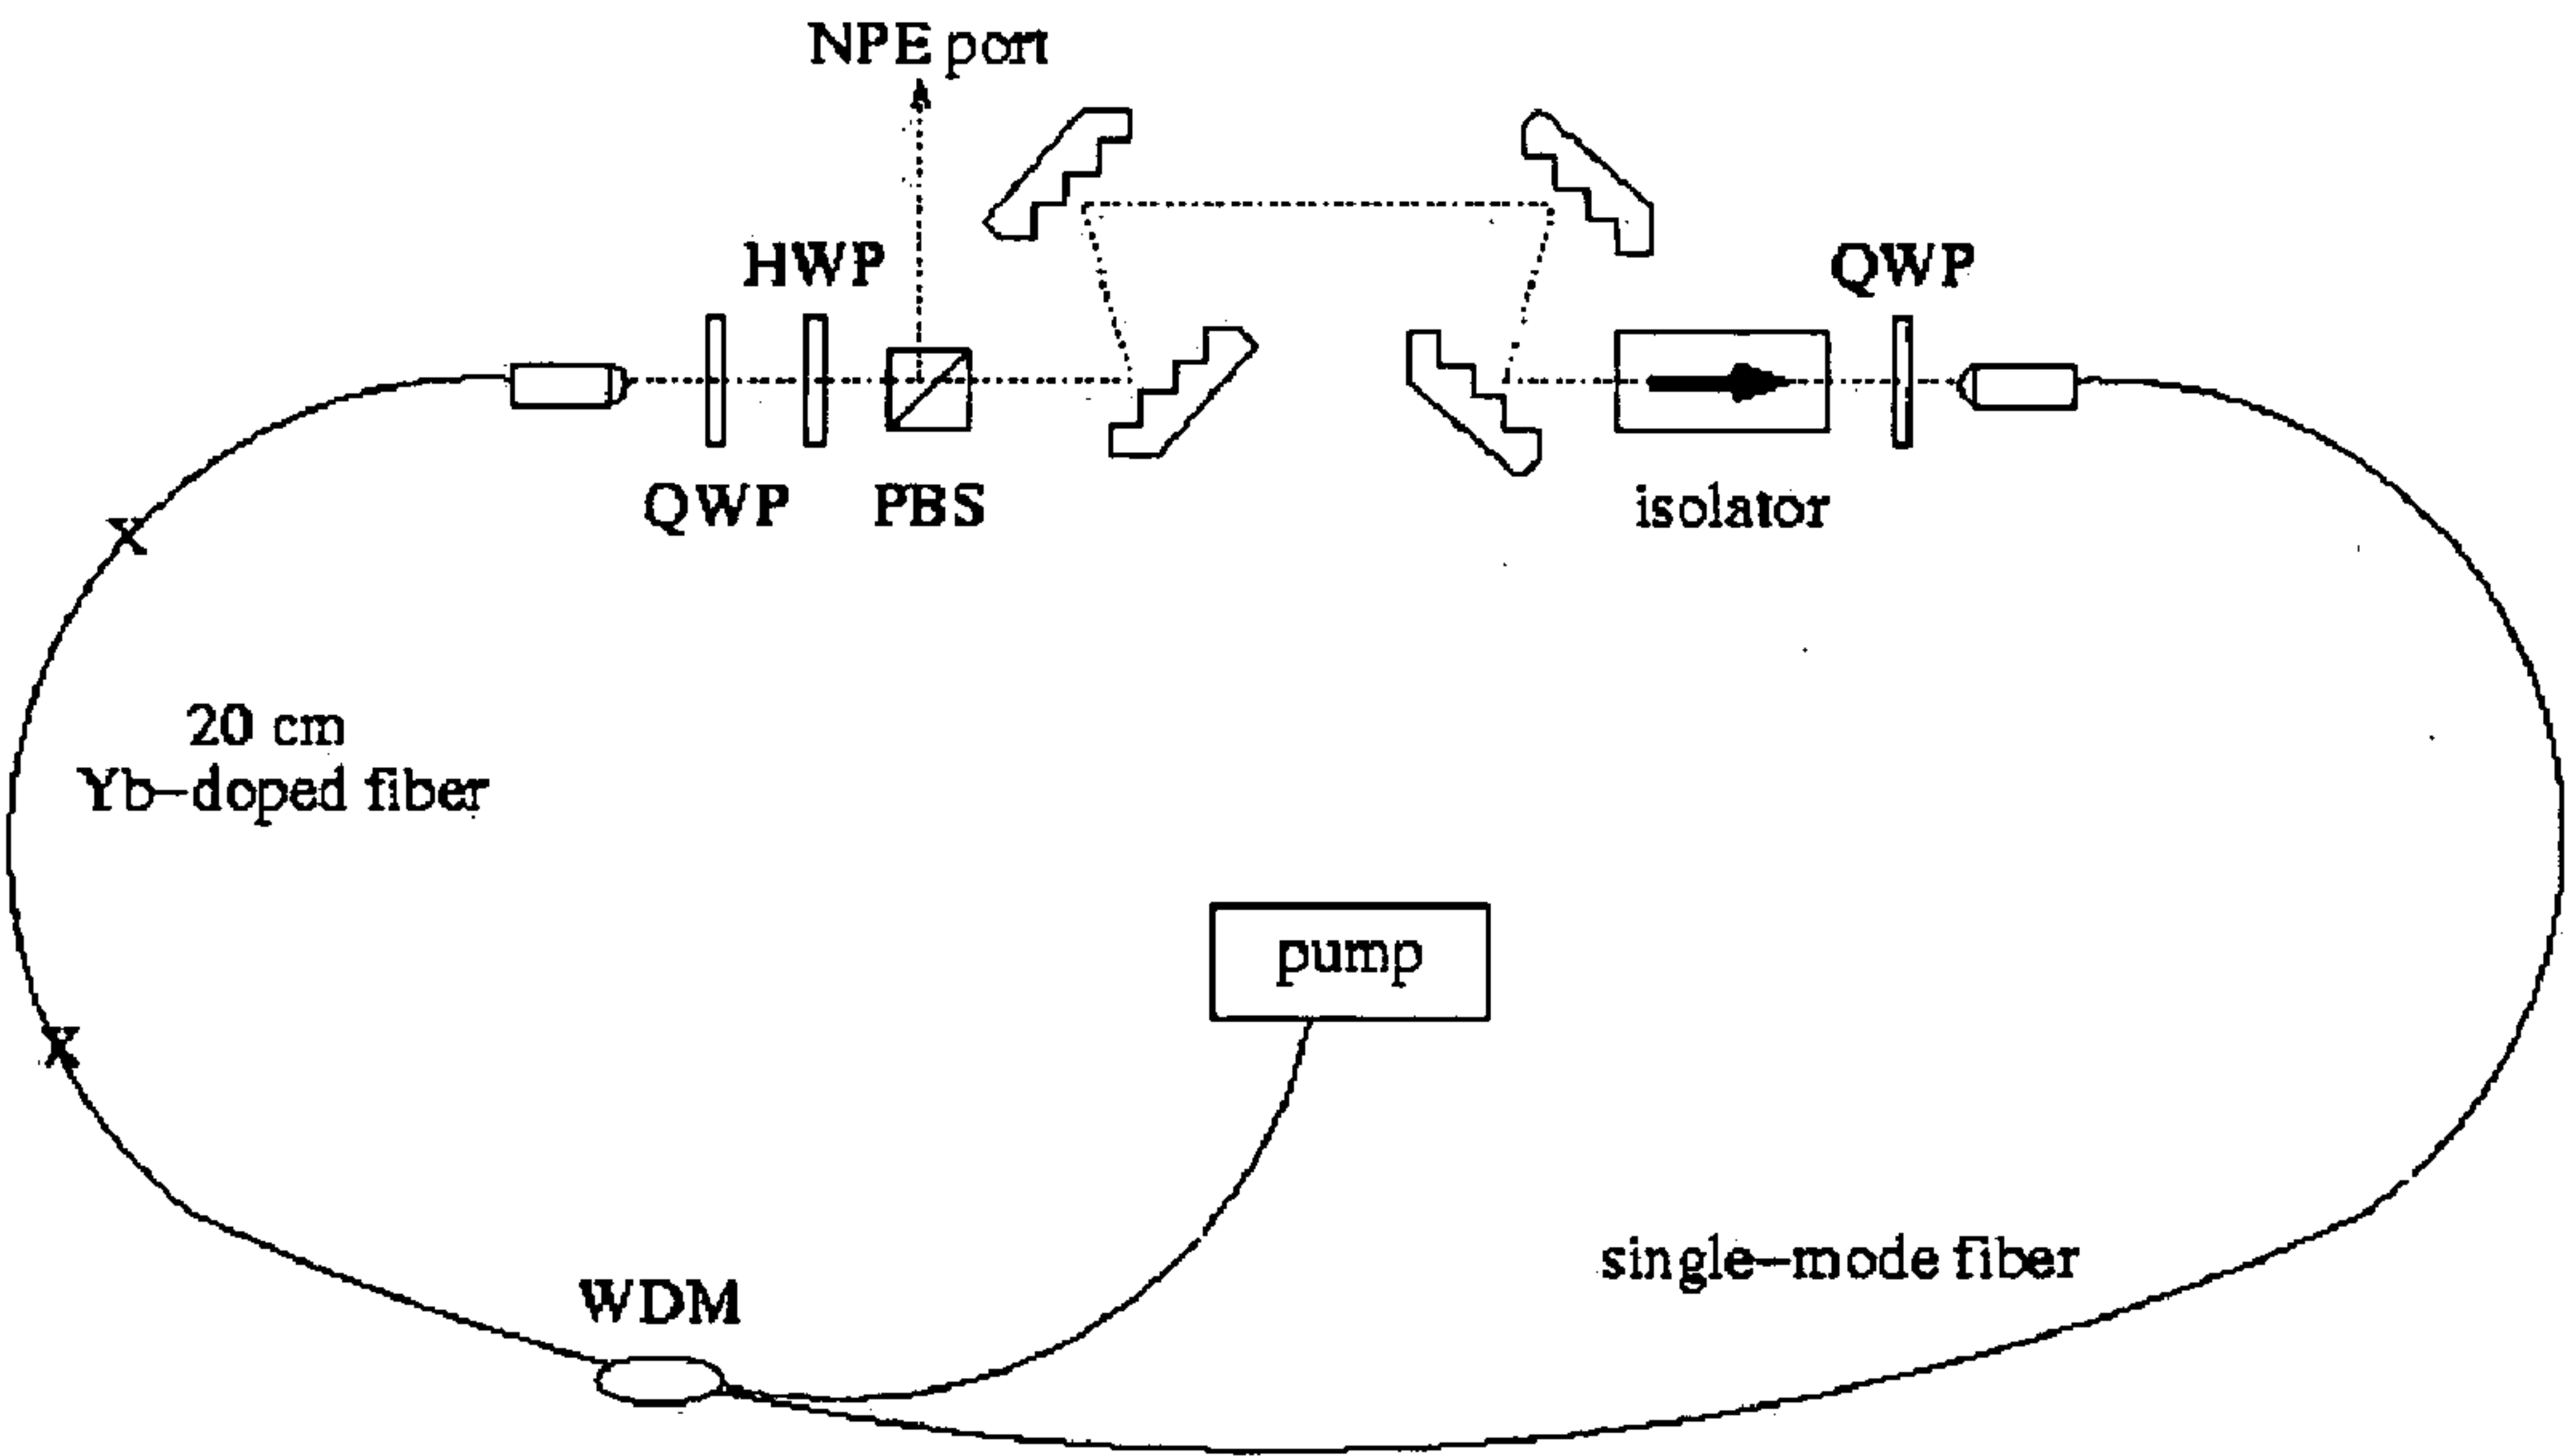 NPE port
HWP
QWP
QWP
PBS
isolator
20 cm
Yb-doped fiber
pump
single-mode fiber
WDM